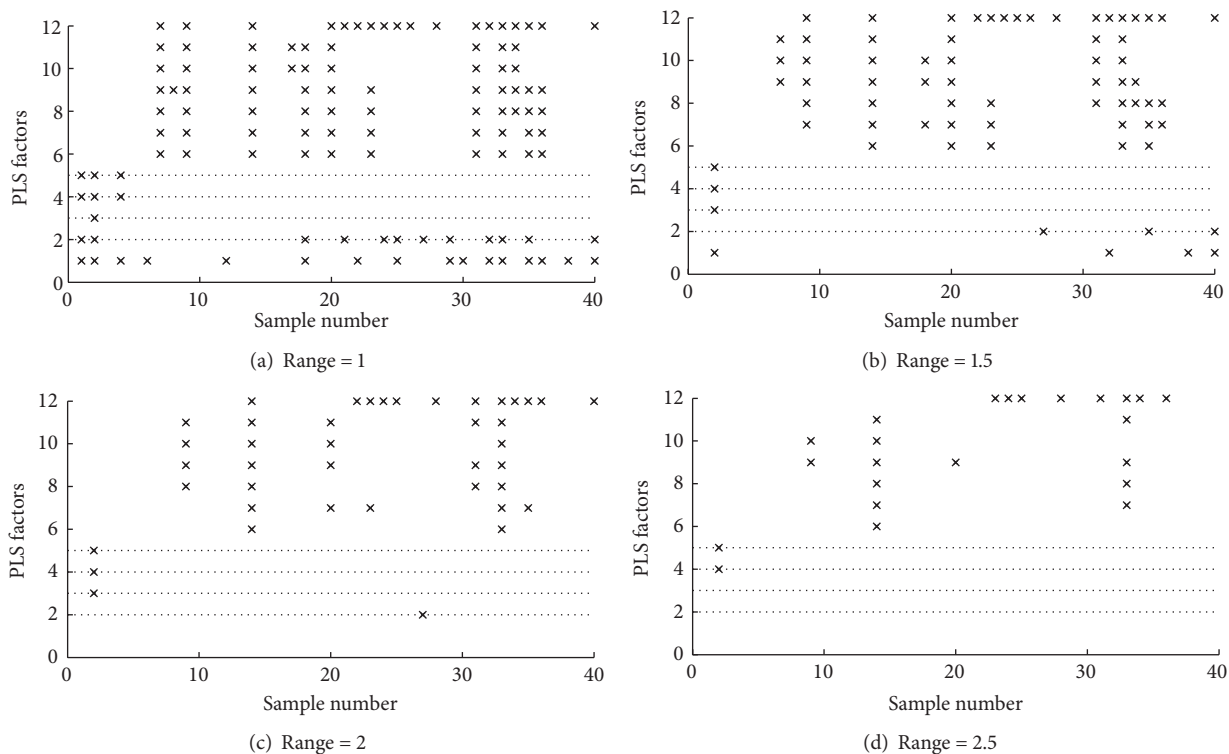 12
10
8
6
4
2
0
PLS factors
0 10 20 30 40
Sample number
(a) Range = 1
12
10
8
6
4
2
0
PLS factors
0 10 20 30 40
Sample number
(b) Range = 1.5
12
10
8
6
4
2
0
PLS factors
0 10 20 30 40
Sample number
(c) Range = 2
12
10
8
6
4
2
0
PLS factors
0 10 20 30 40
Sample number
(d) Range = 2.5